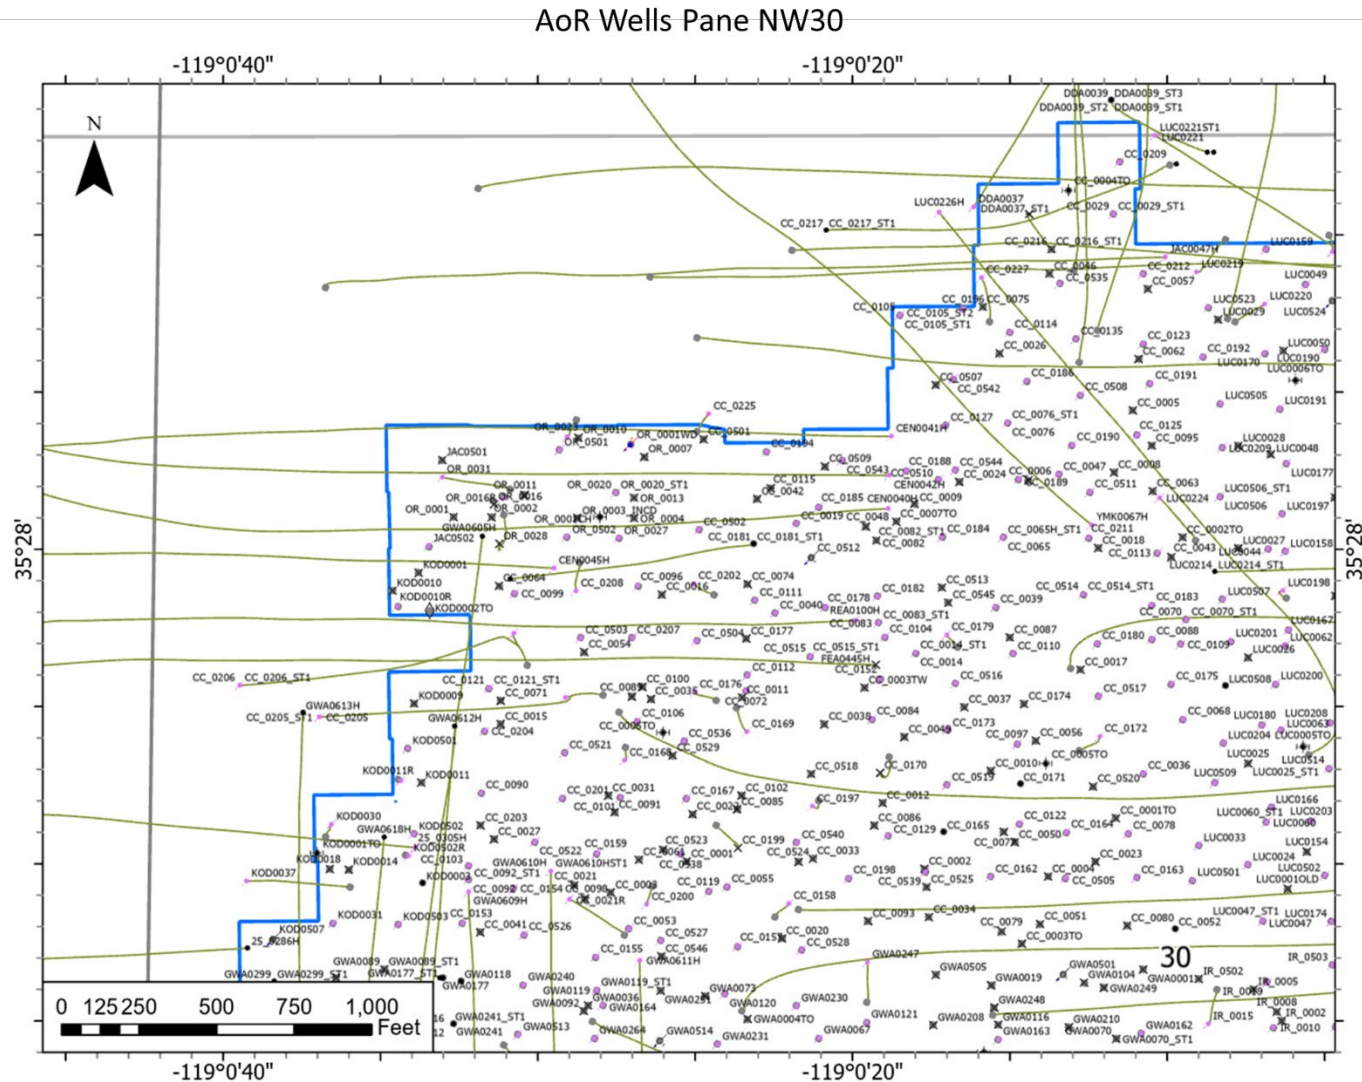 AoR Wells Pane NW30
-119°0'40"
-119°0'20"
N
DDA0039 DDA0039_ST3
DDA0039_ST2 DDA0039_ST1
LUC0221ST1
LUC0221
CC_0209
CC_0004TO
LUC0226H
DDA0037
DDA0037_ST1
CC_0029 CC_0029_ST1
CC_0217 CC_0217_ST1
CC_0216 CC_0216_ST1
LUC0159
JAC0047H
CC_0227
CC_0046
CC_0535
CC_0212
LUC0219
CC_0057
LUC0049
CC_0105
CC_0196 CC_0075
CC_0105_ST2
CC_0105_ST1
LUC0523
LUC0220
LUC0029
LUC0524
CC_0114
CC_0135
CC_0123
CC_0026
CC_0062
CC_0192
LUC0050
LUC0170
LUC0190
LUC0006TO
CC_0507
CC_0542
CC_0186
CC_0508
CC_0191
LUC0505
LUC0191
CC_0225
CC_0005
CC_0127
CC_0076_ST1
CC_0076
CC_0125
CC_0190
CC_0095
LUC0028
LUC0048
OR_0501
OR_0001WD
OR_0007
CC_0501
CEN0041H
JAC0501
OR_0031
CC_0509
CC_0543
CC_0510
CC_0188
CC_0544
CC_0024
CC_0006
CC_0189
CC_0047
CC_0008
CC_0511
CC_0063
LUC0007
LUC0177
OR_0011
OR_0020 OR_0020_ST1
OR_0013
CC_0115
CC_0185
CEN0042H
CEN0040H
CC_0009
LUC0224
LUC0506_ST1
LUC0506
LUC0197
OR_0001
OR_0002
OR_0003
INCD
OR_0004
GWA0605H
JAC0502
OR_0028
OR_0502
OR_0027
CC_0502
CC_0019
CC_0048
CC_0007TO
CC_0082_ST1
CC_0082
CC_0184
CC_0065H_ST1
CC_0065
YMK0067H
CC_0211
CC_0018
CC_0113
CC_0002TO
CC_0043
LUC0027
LUC0158
LUC0044
CC_0181 CC_0181_ST1
CC_0512
LUC0214 LUC0214_ST1
35°28'
35°28'
CEN0045H
KOD0001
KOD0010
KOD0010R
KOD0002TO
CC_0064
CC_0099
CC_0208
CC_0096
CC_0016
CC_0202
CC_0074
CC_0111
CC_0040
CC_0178
CC_0182
CC_0513
CC_0545
CC_0039
CC_0514
CC_0514_ST1
CC_0183
LUC0507
LUC0198
REA0100H
CC_0083_ST1
CC_0083
CC_0070 CC_0070_ST1
LUC0167
CC_0503
CC_0207
CC_0054
CC_0504
CC_0177
CC_0104
CC_0179
CC_0014_ST1
CC_0014
CC_0087
CC_0110
CC_0180
CC_0088
CC_0109
LUC0201
LUC0062
LUC0026
CC_0515 CC_0515_ST1
FEA0445H
CC_0152
CC_0017
CC_0206 CC_0206_ST1
CC_0121 CC_0121_ST1
CC_0071
CC_0100
CC_0035
CC_0176
CC_0112
CC_0011
CC_0072
CC_0003TW
CC_0516
CC_0037
CC_0174
CC_0517
CC_0175
LUC0508
LUC0200
KOD0009
GWA0613H
CC_0205_ST1
CC_0205
GWA0612H
CC_0015
CC_0204
CC_0106
CC_0169
CC_0038
CC_0084
CC_0173
CC_0049
CC_0097
CC_0056
CC_0172
CC_0068
LUC0180
LUC0208
LUC0063
LUC0204
LUC0005TO
KOD0501
CC_0521
CC_0168
CC_0536
CC_0529
CC_0005TO
LUC0025
LUC0514
LUC0025_ST1
KOD0011R
KOD0011
CC_0518
CC_0170
CC_0010
CC_0171
CC_0519
CC_0520
CC_0036
LUC0509
CC_0090
CC_0201
CC_0031
CC_0101
CC_0091
CC_0167
CC_0102
CC_0085
CC_0197
CC_0012
LUC0166
LUC0060_ST1
LUC0203
LUC0060
KOD0030
KOD0502
KOD0502R
GWA0618H
25_0305H
KOD0001TO
KOD0018
KOD0014
CC_0103
CC_0203
CC_0027
CC_0522
CC_0159
CC_0523
CC_0001
CC_0199
CC_0540
CC_0524
CC_0033
CC_0086
CC_0129
CC_0165
CC_0122
CC_0050
CC_0164
CC_0001TO
CC_0078
LUC0033
LUC0154
KOD0037
KOD0003
GWA0610H
GWA0610HST1
CC_0092_ST1
CC_0092
GWA0609H
CC_0154
CC_0021
CC_0098
CC_0021R
CC_0200
CC_0119
CC_0055
CC_0158
CC_0198
CC_0002
CC_0539
CC_0525
CC_0162
CC_0004
CC_0505
CC_0023
CC_0163
LUC0501
LUC0024
LUC0502
LUC0001OLD
KOD0031
KOD0503
CC_0153
CC_0041
CC_0526
CC_0053
CC_0527
CC_0155
CC_0546
GWA0611H
CC_0020
CC_0528
CC_0093
CC_0034
CC_0079
CC_0051
CC_0003TO
CC_0080
CC_0052
LUC0047_ST1
LUC0047
LUC0174
KOD0507
25_0286H
30
GWA0299 GWA0299_ST1
GWA0089 GWA0089_ST1
GWA0177_ST1
GWA0177
GWA0118
GWA0240
GWA0119
GWA0092
GWA0036
GWA0164
GWA0291
GWA0073
GWA0120
GWA0004TO
GWA0230
GWA0247
GWA0121
GWA0505
GWA0019
GWA0501
GWA0104
GWA0249
GWA0001
IR_0502
IR_0503
IR_0005
IR_0015
IR_0008
IR_0002
IR_0010
GWA0241_ST1
GWA0241
GWA0513
GWA0264
GWA0514
GWA0231
GWA0067
GWA0208
GWA0248
GWA0116
GWA0163
GWA0210
GWA0070
GWA0070_ST1
GWA0162
0 125 250 500 750 1,000
Feet
-119°0'40"
-119°0'20"